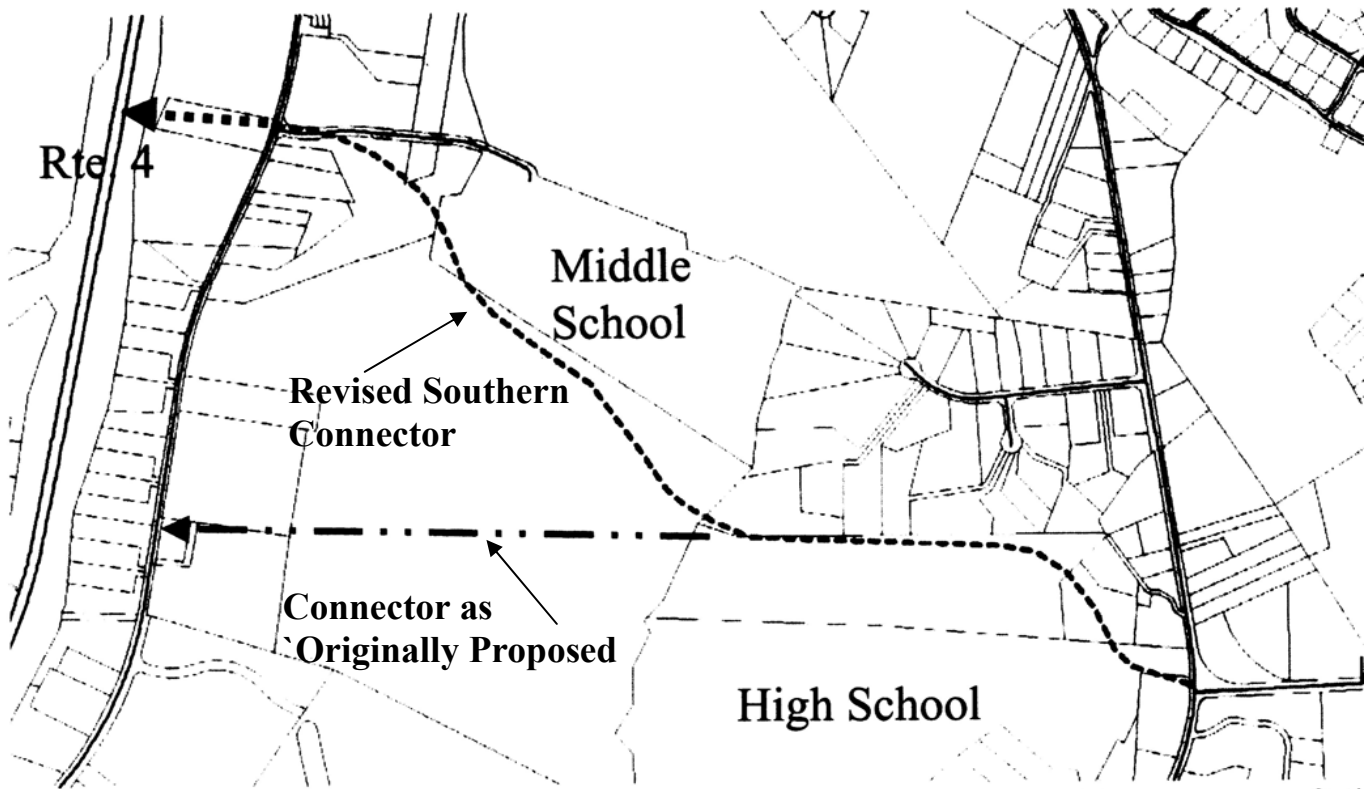 Rte. 4
Middle
School
Revised Southern
Connector
Connector as
`Originally Proposed
High School